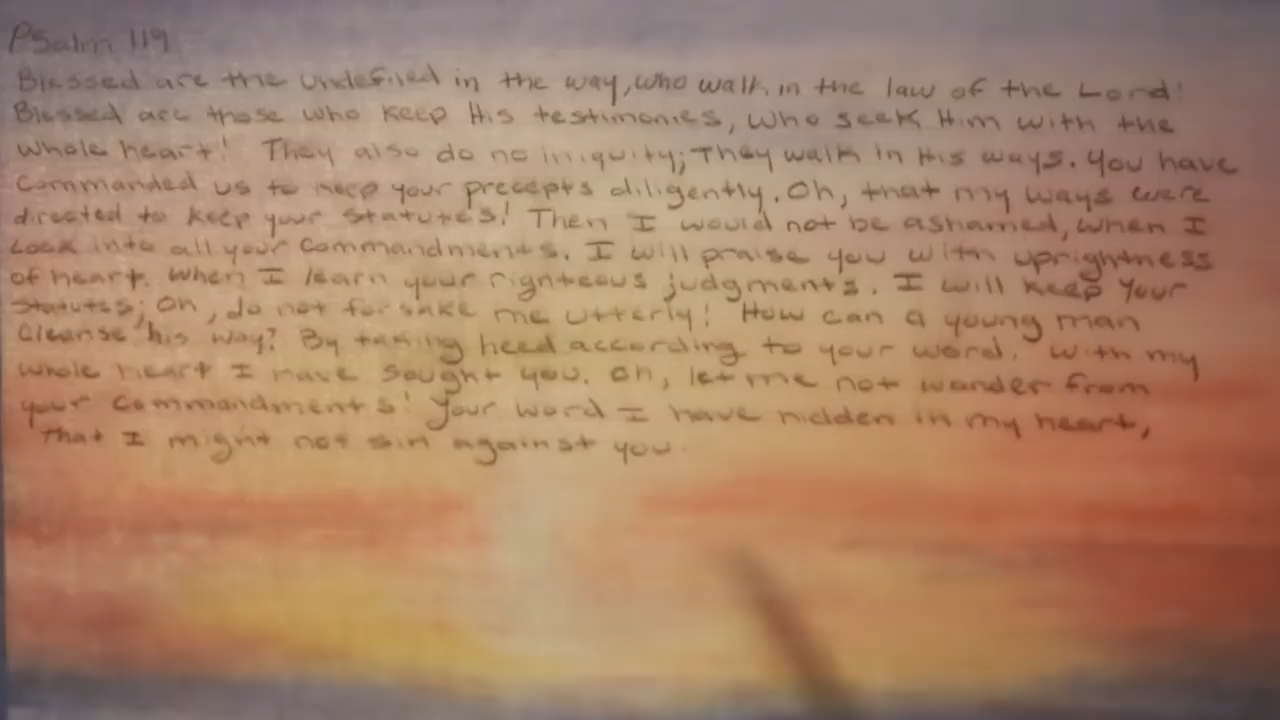 Psalm 119
Blessed are the undefiled in the way, who walk in the law of the Lord!
Blessed are those who keep His testimonies, who seek Him with the
whole heart! They also do no iniquity; They walk in His ways. You have
commanded us to keep your precepts diligently. Oh, that my ways were
directed to keep your statutes! Then I would not be ashamed, when I
Look into all your commandments. I will praise you with uprightness
of heart, when I learn your righteous judgments. I will keep your
statutes; Oh, do not forsake me utterly! How can a young man
cleanse his way? By taking heed according to your word. With my
whole heart I have sought you. Oh, let me not wander from
your commandments! Your word I have hidden in my heart,
That I might not sin against you.